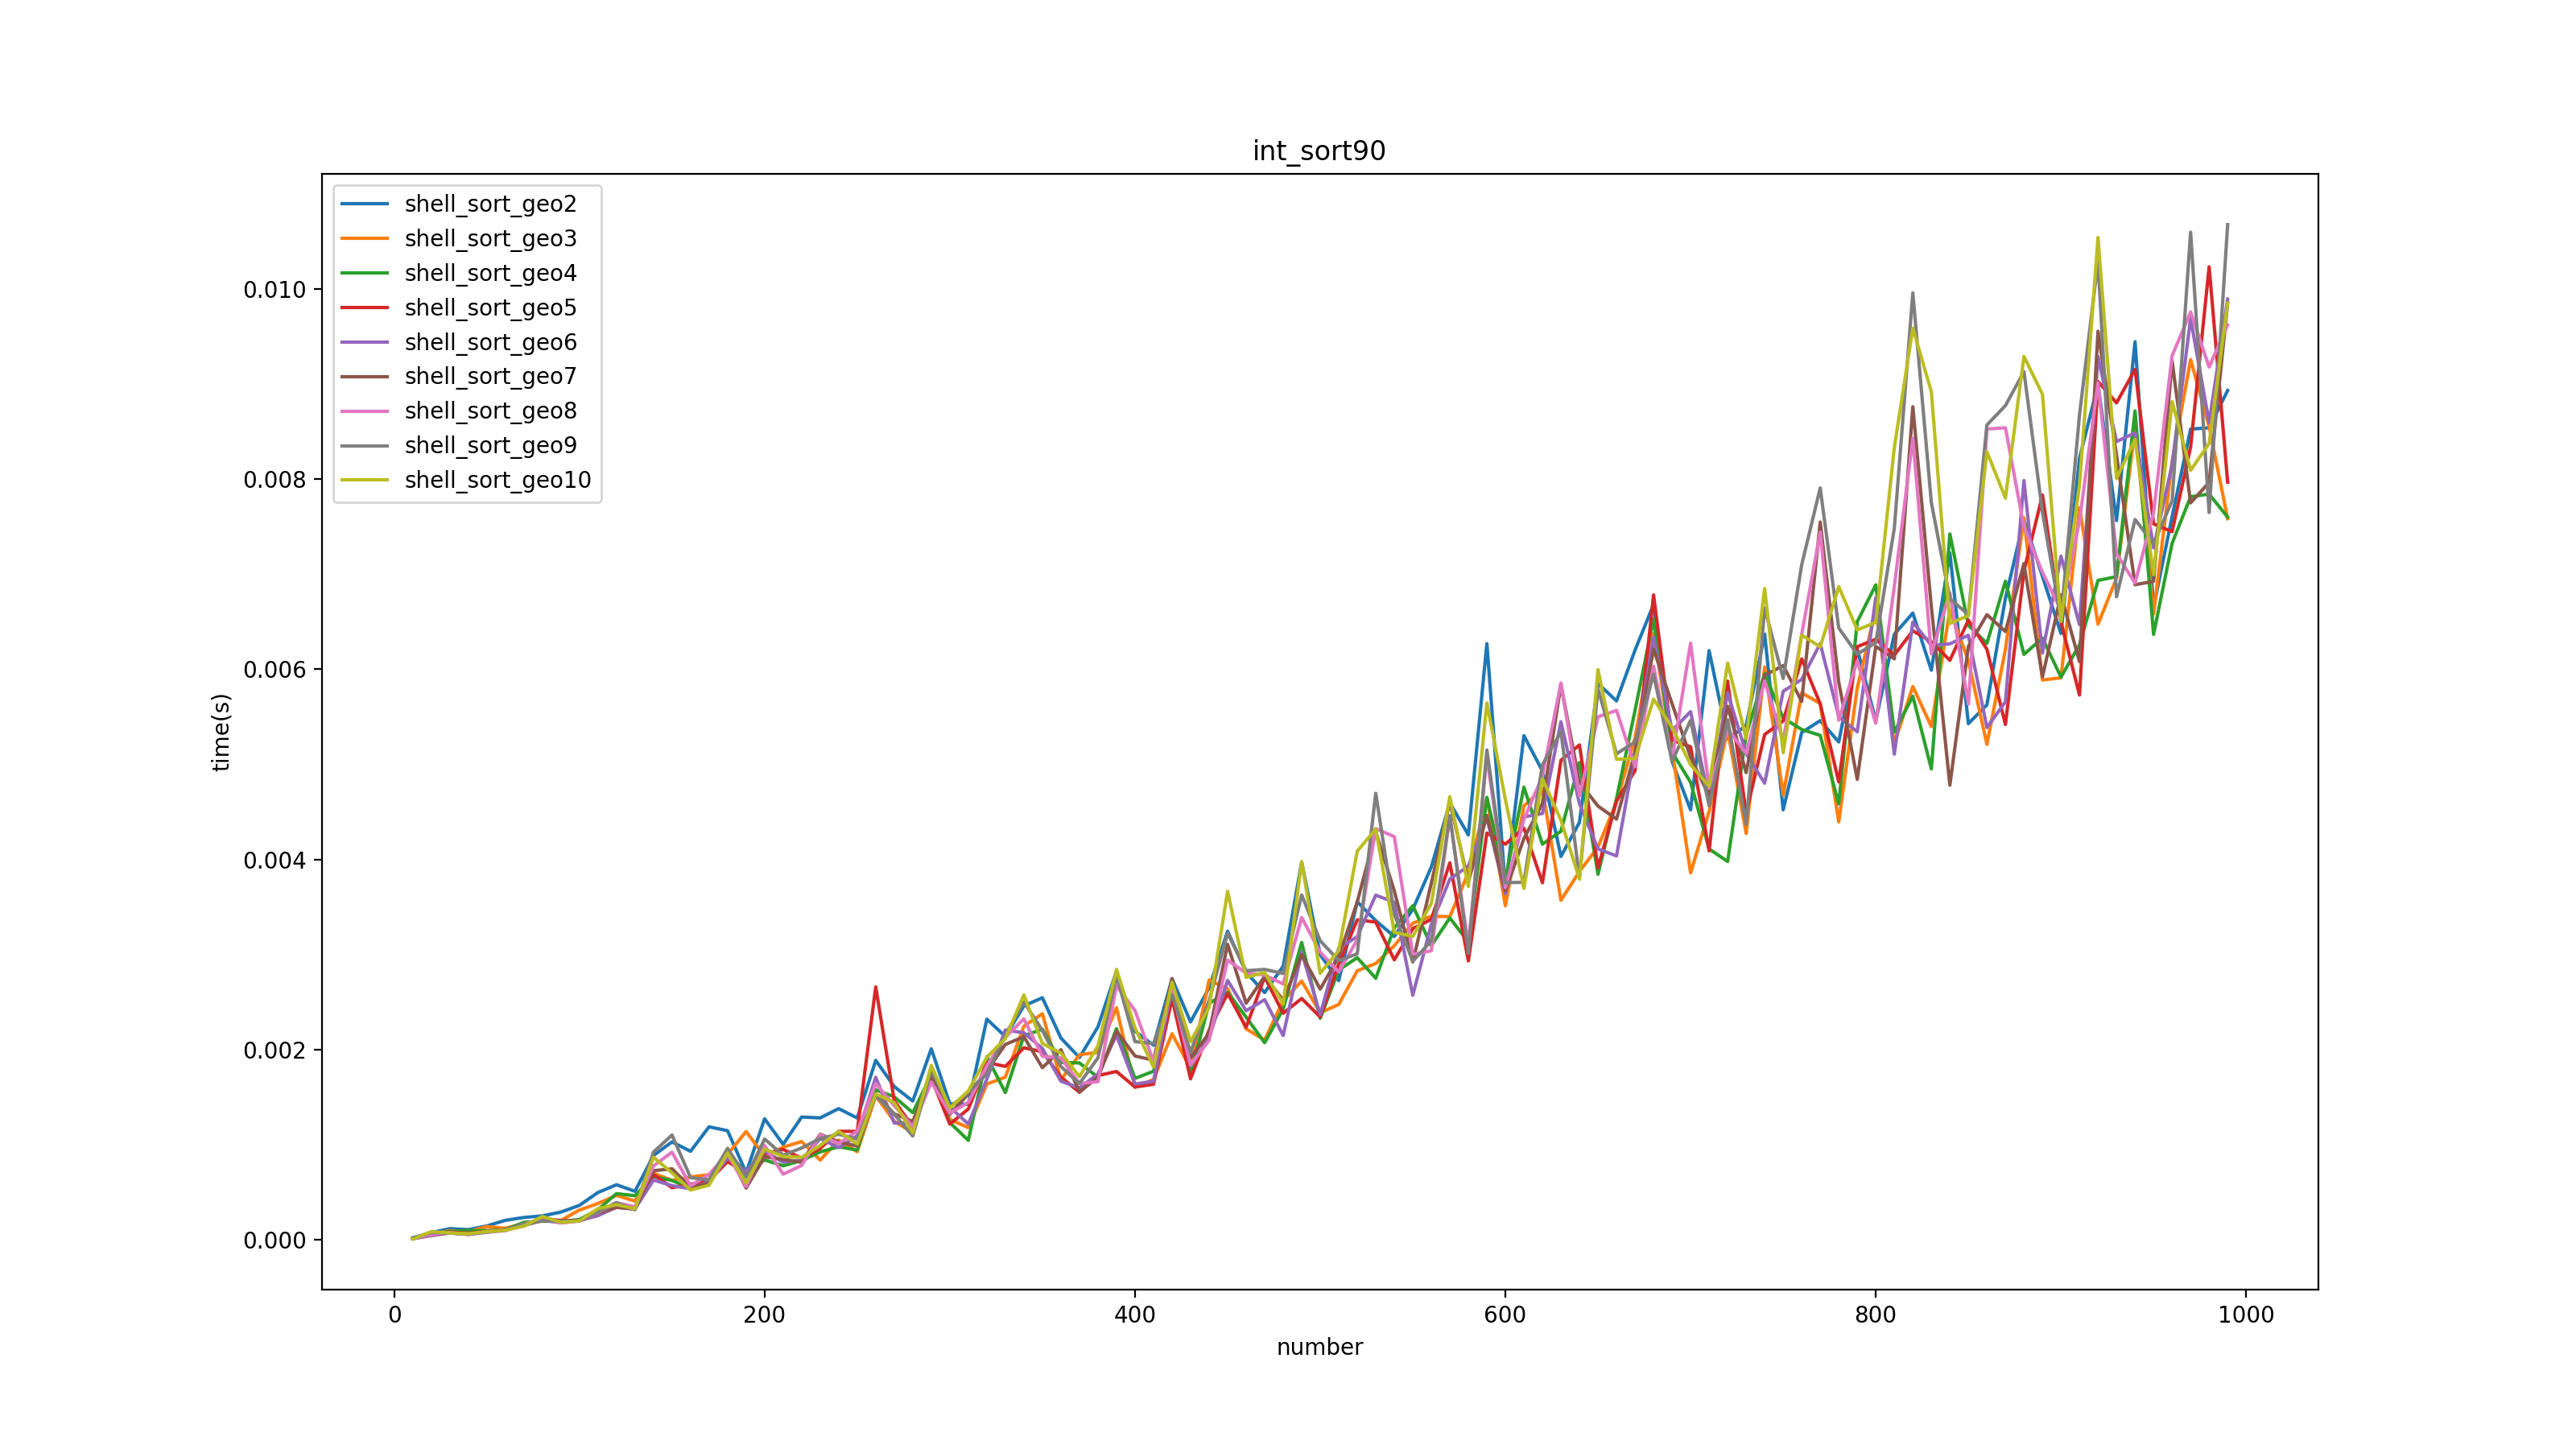 int_sort90
shell_sort_geo2
shell_sort_geo3
shell_sort_geo4
shell_sort_geo5
shell_sort_geo6
shell_sort_geo7
shell_sort_geo8
shell_sort_geo9
shell_sort_geo10
0.010
0.008
0.006
0.004
0.002
0.000
time(s)
0
200
400
600
800
1000
number